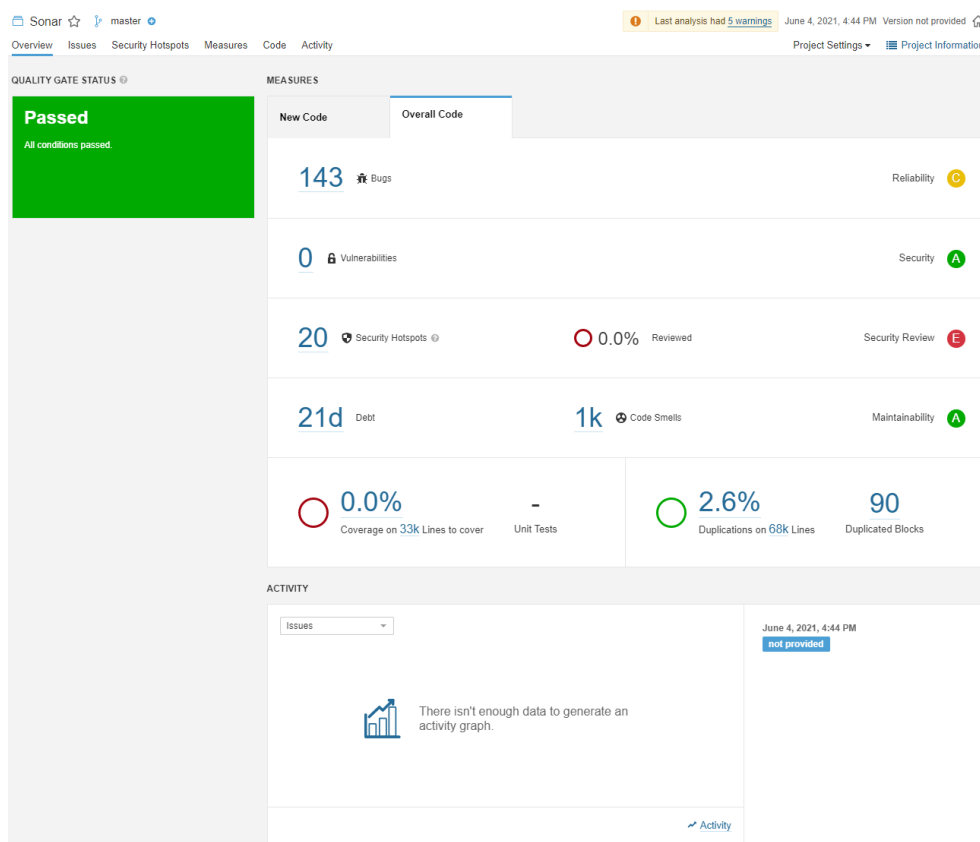 Sonar master Last analysis had 5 warnings June 4, 2021, 4:44 PM Version not provided
Overview Issues Security Hotspots Measures Code Activity Project Settings Project Information
QUALITY GATE STATUS MEASURES
Passed
All conditions passed.
New Code Overall Code
143 Bugs Reliability C
0 Vulnerabilities Security A
20 Security Hotspots 0.0% Reviewed Security Review E
21d Debt 1k Code Smells Maintainability A
0.0% - 2.6% 90
Coverage on 33k Lines to cover Unit Tests Duplications on 68k Lines Duplicated Blocks
ACTIVITY
Issues
June 4, 2021, 4:44 PM
not provided
There isn't enough data to generate an
activity graph.
Activity